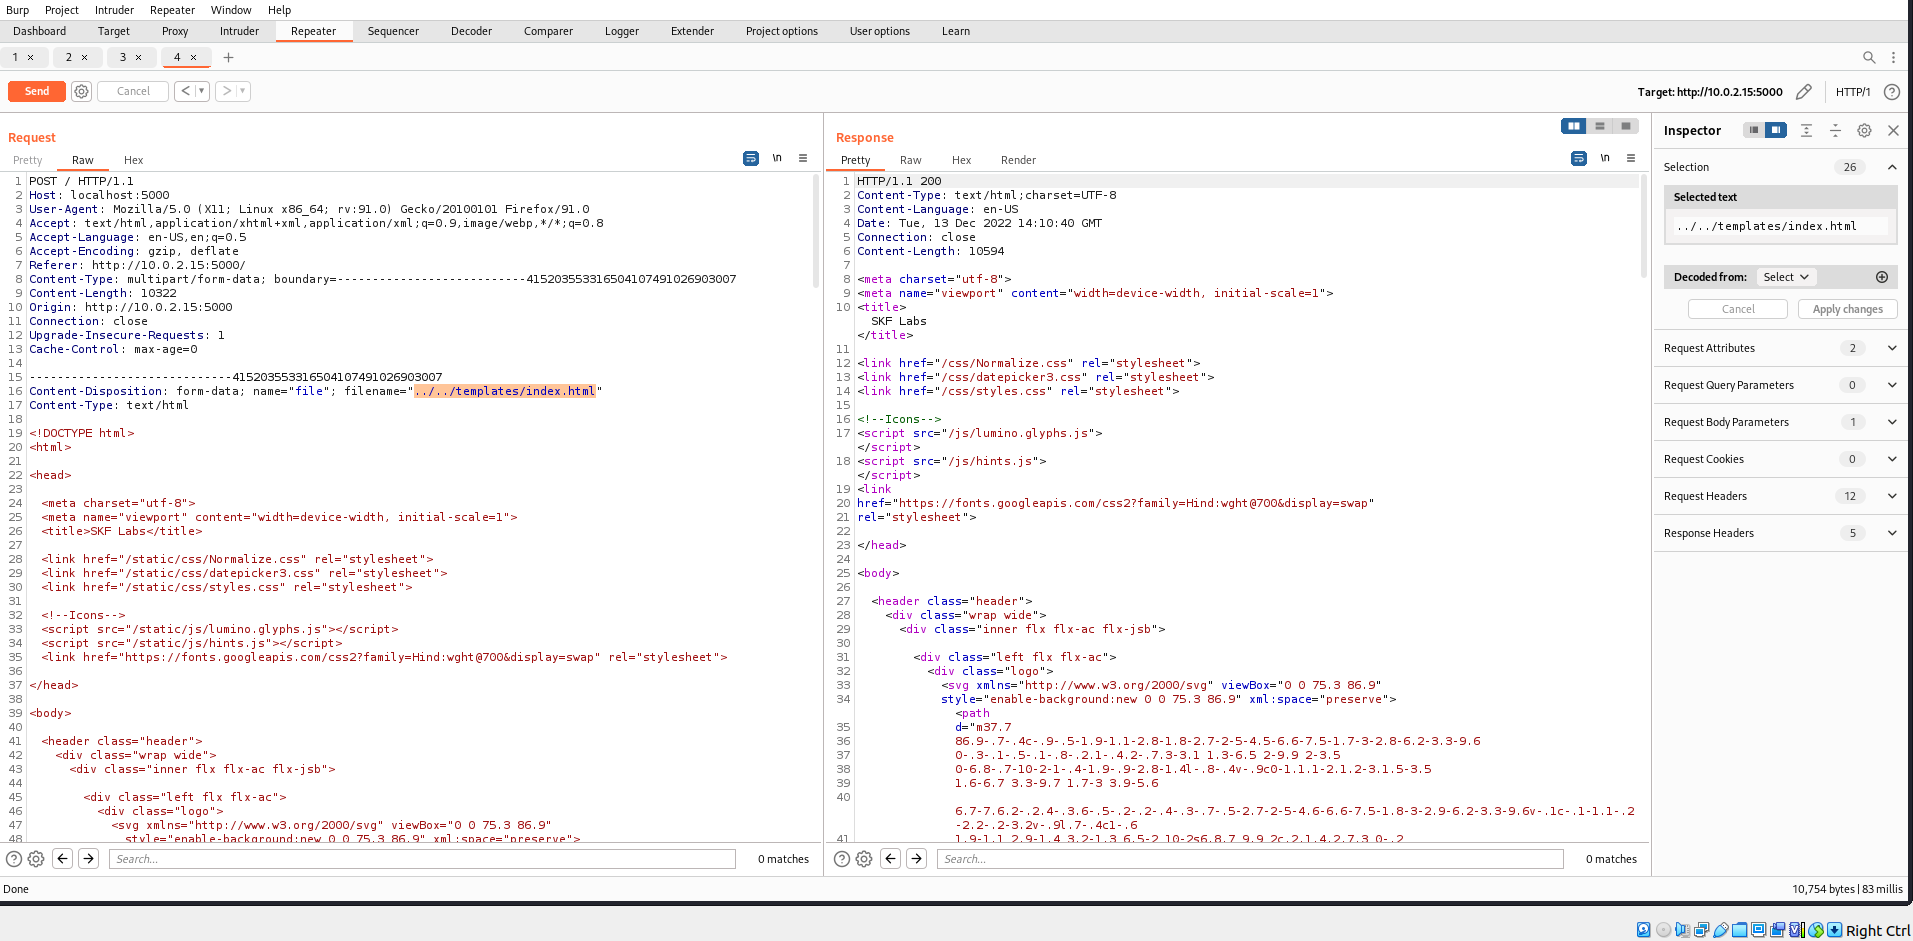 Burp Project Intruder Repeater Window Help
Dashboard Target Proxy Intruder Repeater Sequencer Decoder Comparer Logger Extender Project options User options Learn
1 × 2 × 3 × 4 × +
Send Cancel < > Target: http://10.0.2.15:5000 HTTP/1 ?
Request
Pretty Raw Hex \n
1 POST / HTTP/1.1
2 Host: localhost:5000
3 User-Agent: Mozilla/5.0 (X11; Linux x86_64; rv:91.0) Gecko/20100101 Firefox/91.0
4 Accept: text/html,application/xhtml+xml,application/xml;q=0.9,image/webp,*/*;q=0.8
5 Accept-Language: en-US,en;q=0.5
6 Accept-Encoding: gzip, deflate
7 Referer: http://10.0.2.15:5000/
8 Content-Type: multipart/form-data; boundary=---------------------------415203553316504107491026903007
9 Content-Length: 10322
10 Origin: http://10.0.2.15:5000
11 Connection: close
12 Upgrade-Insecure-Requests: 1
13 Cache-Control: max-age=0
14
15 -----------------------------415203553316504107491026903007
16 Content-Disposition: form-data; name="file"; filename="../../templates/index.html"
17 Content-Type: text/html
18
19 <!DOCTYPE html>
20 <html>
21
22 <head>
23
24 <meta charset="utf-8">
25 <meta name="viewport" content="width=device-width, initial-scale=1">
26 <title>SKF Labs</title>
27
28 <link href="/static/css/Normalize.css" rel="stylesheet">
29 <link href="/static/css/datepicker3.css" rel="stylesheet">
30 <link href="/static/css/styles.css" rel="stylesheet">
31
32 <!--Icons-->
33 <script src="/static/js/lumino.glyphs.js"></script>
34 <script src="/static/js/hints.js"></script>
35 <link href="https://fonts.googleapis.com/css2?family=Hind:wght@700&display=swap" rel="stylesheet">
36
37 </head>
38
39 <body>
40
41 <header class="header">
42 <div class="wrap wide">
43 <div class="inner flx flx-ac flx-jsb">
44
45 <div class="left flx flx-ac">
46 <div class="logo">
47 <svg xmlns="http://www.w3.org/2000/svg" viewBox="0 0 75.3 86.9"
style="enable-background:new 0 0 75.3 86.9" xml:space="preserve">
Search... 0 matches
Response
Pretty Raw Hex Render \n
1 HTTP/1.1 200
2 Content-Type: text/html;charset=UTF-8
3 Content-Language: en-US
4 Date: Tue, 13 Dec 2022 14:10:40 GMT
5 Connection: close
6 Content-Length: 10594
7
8 <meta charset="utf-8">
9 <meta name="viewport" content="width=device-width, initial-scale=1">
10 <title>
SKF Labs
</title>
11
12 <link href="/css/Normalize.css" rel="stylesheet">
13 <link href="/css/datepicker3.css" rel="stylesheet">
14 <link href="/css/styles.css" rel="stylesheet">
15
16 <!--Icons-->
17 <script src="/js/lumino.glyphs.js">
</script>
18 <script src="/js/hints.js">
</script>
19 <link
20 href="https://fonts.googleapis.com/css2?family=Hind:wght@700&display=swap"
21 rel="stylesheet">
22
23 </head>
24
25 <body>
26
27 <header class="header">
28 <div class="wrap wide">
29 <div class="inner flx flx-ac flx-jsb">
30
31 <div class="left flx flx-ac">
32 <div class="logo">
33 <svg xmlns="http://www.w3.org/2000/svg" viewBox="0 0 75.3 86.9"
34 style="enable-background:new 0 0 75.3 86.9" xml:space="preserve">
<path
35 d="m37.7
36 86.9-.7-.4c-.9-.5-1.9-1.1-2.8-1.8-2.7-2-5-4.5-6.6-7.5-1.7-3-2.8-6.2-3.3-9.6
37 0-.3-.1-.5-.1-.8-.2.1-.4.2-.7.3-3.1 1.3-6.5 2-9.9 2-3.5
38 0-6.8-.7-10-2-1-.4-1.9-.9-2.8-1.4l-.8-.4v-.9c0-1.1.1-2.1.2-3.1.5-3.5
39 1.6-6.7 3.3-9.7 1.7-3 3.9-5.6
40
6.7-7.6.2-.2.4-.3.6-.5-.2-.2-.4-.3-.7-.5-2.7-2-5-4.6-6.6-7.5-1.8-3-2.9-6.2-3.3-9.6v-.1c-.1-1.1-.2
-2.2-.2-3.2v-.9l.7-.4c1-.6
41 1.9-1.1 2.9-1.4 3.2-1.3 6.5-2 10-2s6.8.7 9.9 2c.2.1.4.2.7.3 0-.2
Search... 0 matches
Inspector
Selection 26
Selected text
../../templates/index.html
Decoded from: Select
Cancel Apply changes
Request Attributes 2
Request Query Parameters 0
Request Body Parameters 1
Request Cookies 0
Request Headers 12
Response Headers 5
Done 10,754 bytes | 83 millis
Right Ctrl